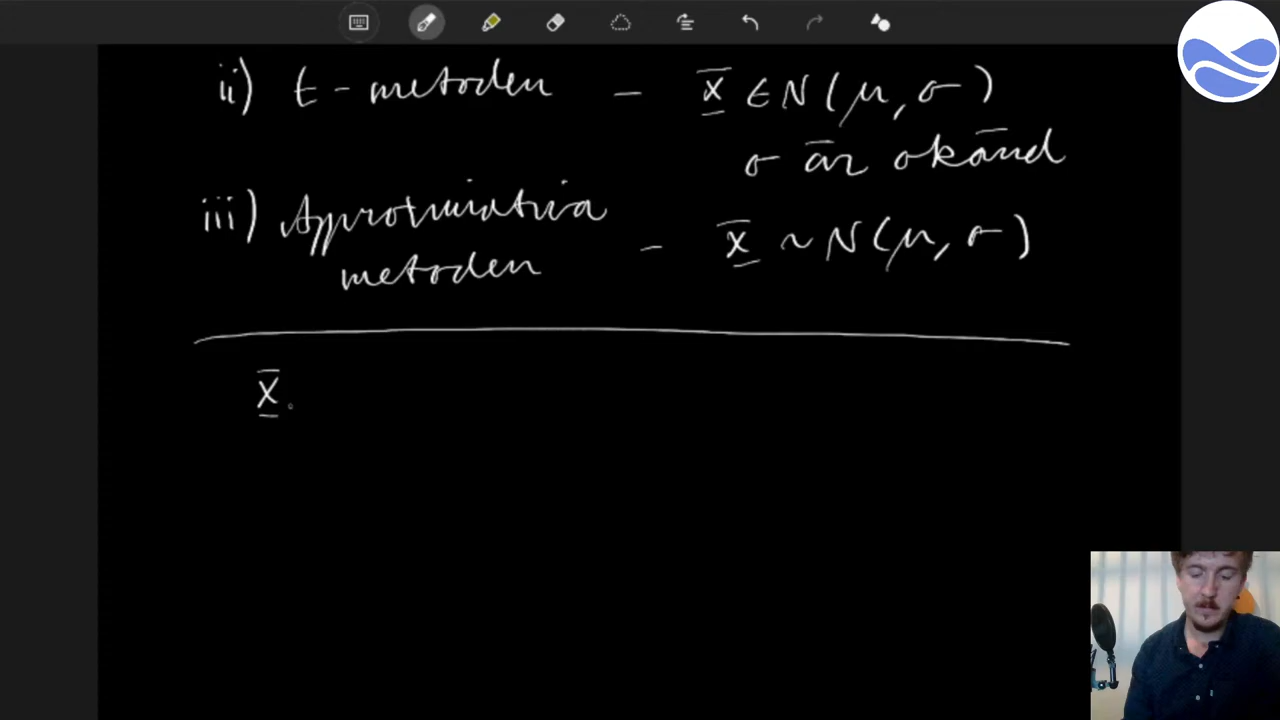 ii) t-metoden – X ∈ N(μ, σ)
σ är okänd
iii) Approximativa
metoden – X ~ N(μ, σ)
X